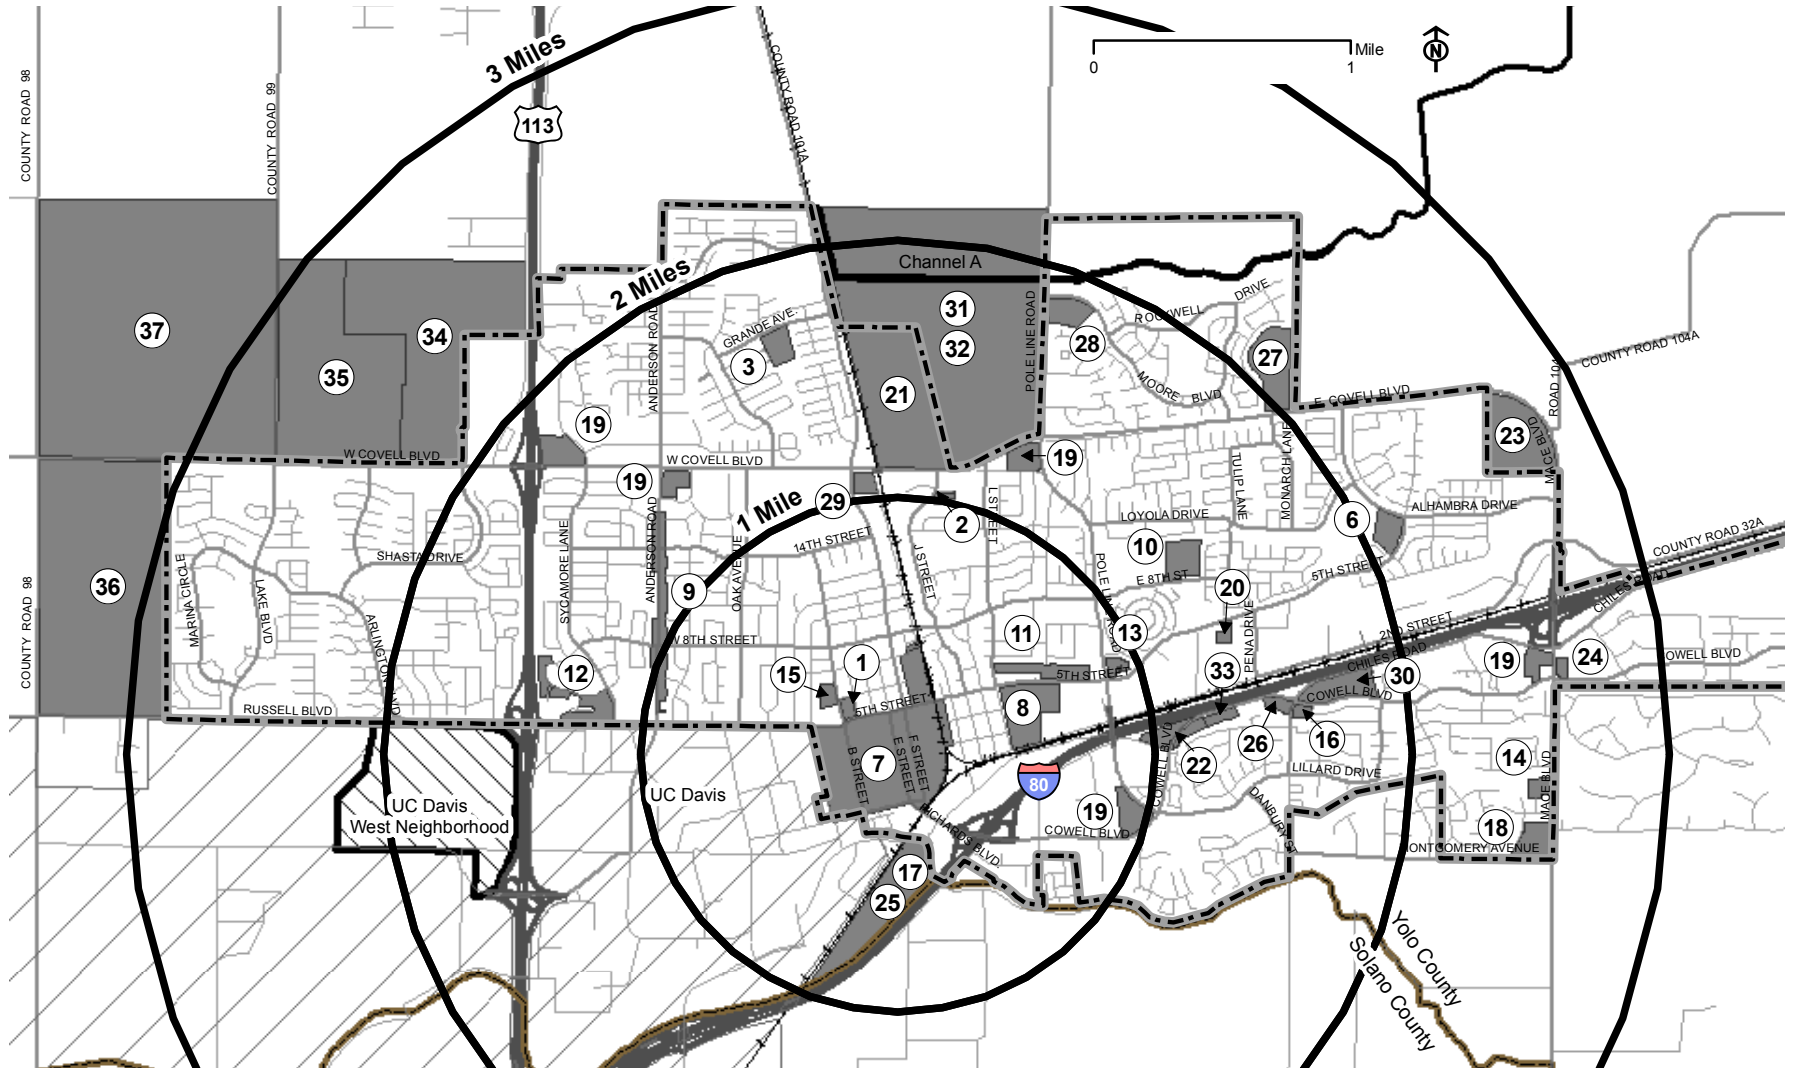 3 Miles
Mile
0
1
N
COUNTY ROAD 98
COUNTY ROAD 99
113
COUNTY ROAD 101A
2 Miles
Channel A
37
34
35
31
32
28
27
3
21
GRANDE AVE.
ANDERSON ROAD
POLE LINE ROAD
ROCKWELL
DRIVE
MOORE BLVD
COUNTY ROAD 104A
ROAD 104
E. COVELL BLVD
23
MACE BLVD
19
W COVELL BLVD
W COVELL BLVD
19
19
1 Mile
29
2
L STREET
TULIP LANE
MONARCH LANE
6
ALHAMBRA DRIVE
LOYOLA DRIVE
14TH STREET
J STREET
10
E 8TH ST
5TH STREET
COUNTY ROAD 32A
CHILES ROAD
36
COUNTY ROAD 98
MARINA CIRCLE
LAKE BLVD
SHASTA DRIVE
ARLINGTON BLVD
SYCAMORE LANE
ANDERSON ROAD
OAK AVENUE
9
W 8TH STREET
POLE LINE ROAD
20
11
13
PENA DRIVE
2ND STREET
CHILES ROAD
12
15
1
5TH STREET
5TH STREET
33
30
19
24
COWELL BLVD
COWELL BLVD
RUSSELL BLVD
8
7
B STREET
E STREET
F STREET
COWELL BLVD
22
26
16
14
LILLARD DRIVE
MACE BLVD
80
UC Davis
UC Davis
West Neighborhood
RICHARDS BLVD.
19
COWELL BLVD
DANBURY ST
18
MONTGOMERY AVENUE
17
25
Yolo County
Solano County